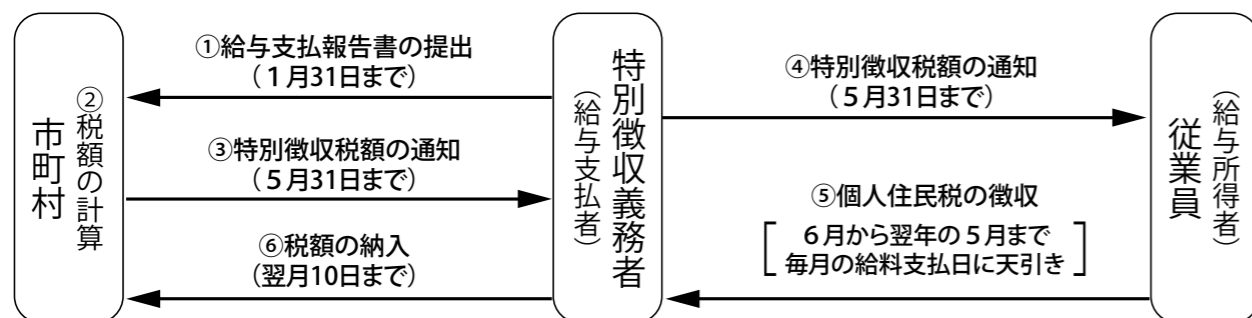 市町村
②税額の計算
①給与支払報告書の提出
(1月31日まで)
③特別徴収税額の通知
(5月31日まで)
⑥税額の納入
(翌月10日まで)
特別徴収義務者
(給与支払者)
④特別徴収税額の通知
(5月31日まで)
⑤個人住民税の徴収
6月から翌年の5月まで
毎月の給料支払日に天引き
従業員
(給与所得者)